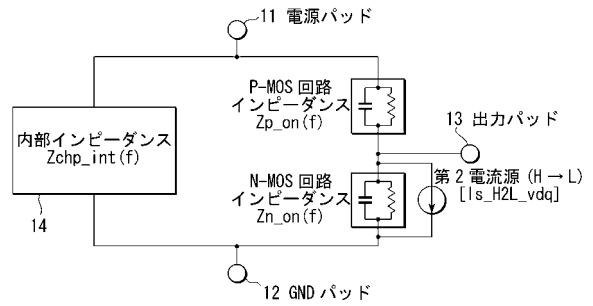 11 電源パッド
P-MOS 回路
インピーダンス
Zp_on(f)
13 出力パッド
内部インピーダンス
Zchp_int(f)
14
N-MOS 回路
インピーダンス
Zn_on(f)
第2電流源(H→L)
[Is_H2L_vdq]
12 GND パッド